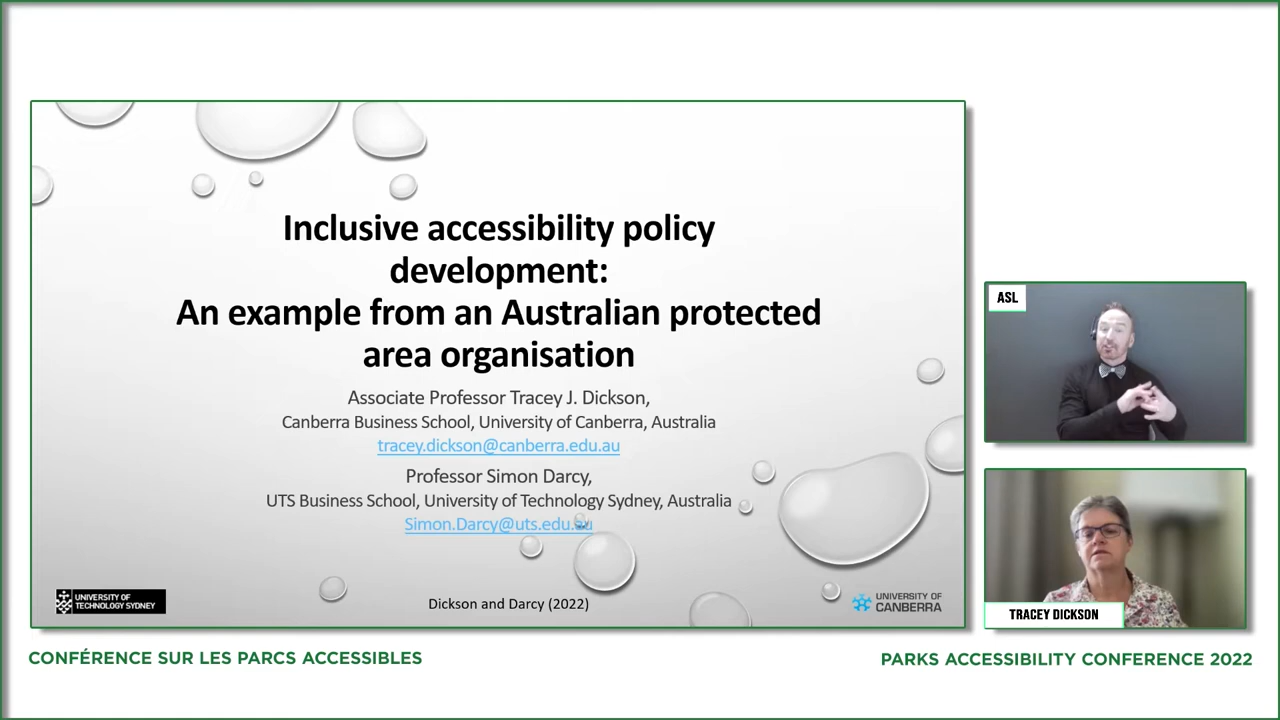 Inclusive accessibility policy
development:
An example from an Australian protected
area organisation
Associate Professor Tracey J. Dickson,
Canberra Business School, University of Canberra, Australia
tracey.dickson@canberra.edu.au
Professor Simon Darcy,
UTS Business School, University of Technology Sydney, Australia
Simon.Darcy@uts.edu.au
UNIVERSITY OF
TECHNOLOGY SYDNEY
Dickson and Darcy (2022)
UNIVERSITY OF
CANBERRA
ASL
TRACEY DICKSON
CONFÉRENCE SUR LES PARCS ACCESSIBLES
PARKS ACCESSIBILITY CONFERENCE 2022